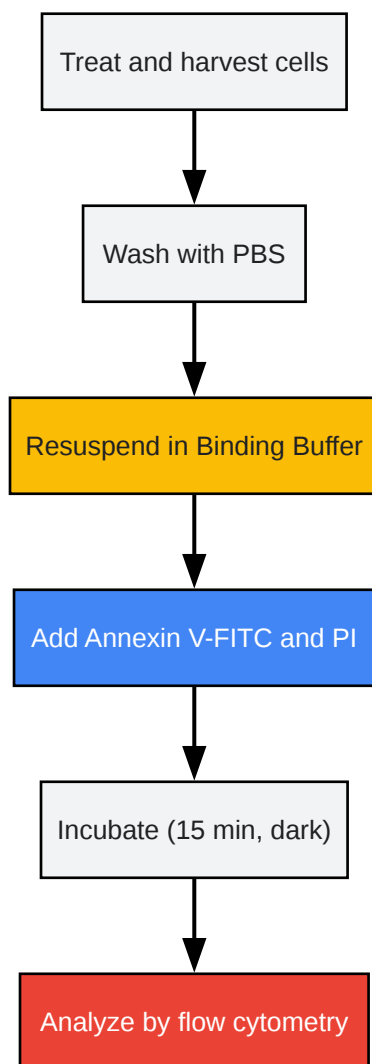 Treat and harvest cells
Wash with PBS
Resuspend in Binding Buffer
Add Annexin V-FITC and PI
Incubate (15 min, dark)
Analyze by flow cytometry